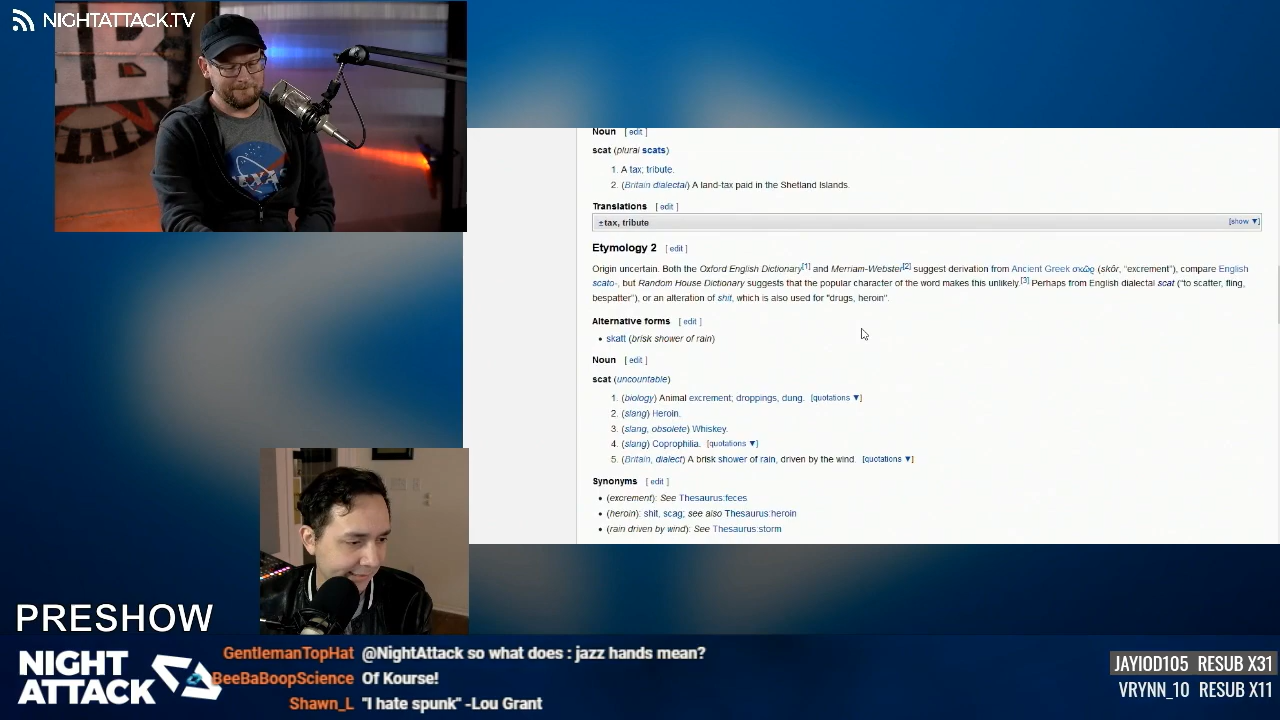 NIGHTATTACK.TV
TEXAS
Noun [ edit ]
scat (plural scats)
1. A tax; tribute.
2. (Britain dialectal) A land-tax paid in the Shetland Islands.
Translations [ edit ]
±tax, tribute [show ▼]
Etymology 2 [ edit ]
Origin uncertain. Both the Oxford English Dictionary[1] and Merriam-Webster[2] suggest derivation from Ancient Greek σκῶρ (skôr, “excrement”), compare English
scato-, but Random House Dictionary suggests that the popular character of the word makes this unlikely.[3] Perhaps from English dialectal scat (“to scatter, fling,
bespatter”), or an alteration of shit, which is also used for “drugs, heroin”.
Alternative forms [ edit ]
• skatt (brisk shower of rain)
Noun [ edit ]
scat (uncountable)
1. (biology) Animal excrement; droppings, dung. [quotations ▼]
2. (slang) Heroin.
3. (slang, obsolete) Whiskey.
4. (slang) Coprophilia. [quotations ▼]
5. (Britain, dialect) A brisk shower of rain, driven by the wind. [quotations ▼]
Synonyms [ edit ]
• (excrement): See Thesaurus:feces
• (heroin): shit, scag; see also Thesaurus:heroin
• (rain driven by wind): See Thesaurus:storm
PRESHOW
NIGHT
ATTACK
GentlemanTopHat @NightAttack so what does : jazz hands mean?
BeeBaBoopScience Of Kourse!
Shawn_L "I hate spunk" -Lou Grant
JAYIOD105 RESUB X31
VRYNN_10 RESUB X11